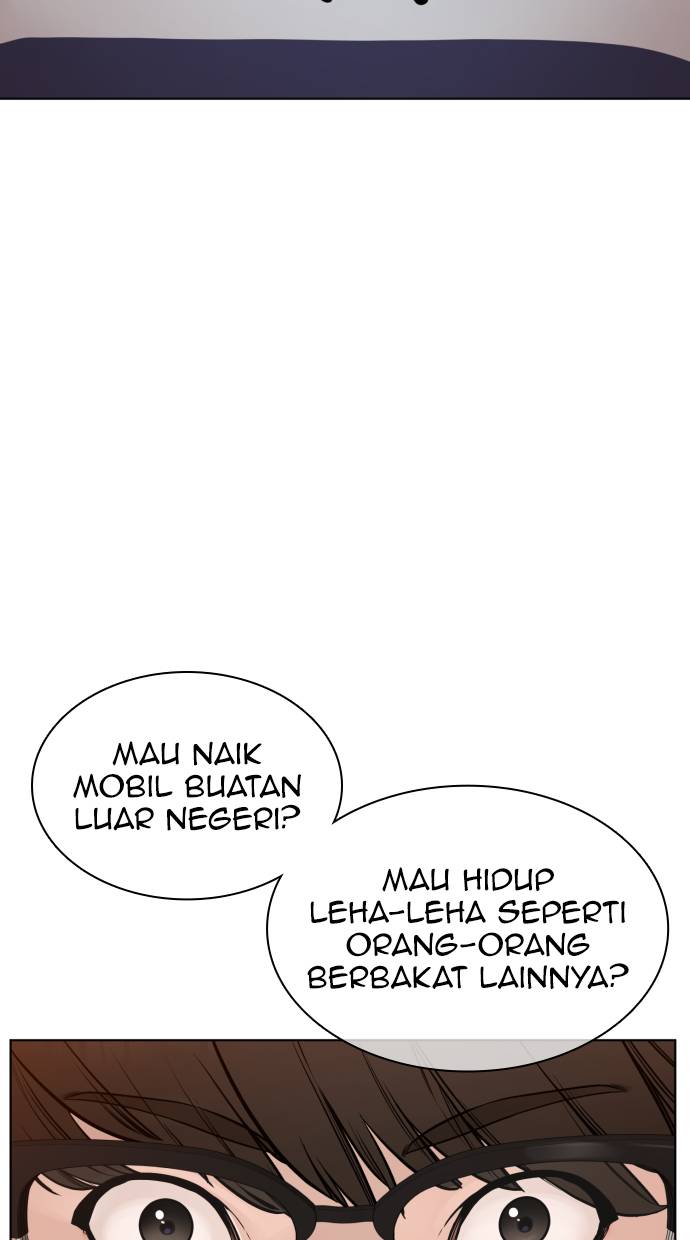 MAU NAIK
MOBIL BUATAN
LUAR NEGERI?
MAU HIDUP
LEHA-LEHA SEPERTI
ORANG-ORANG
BERBAKAT LAINNYA?